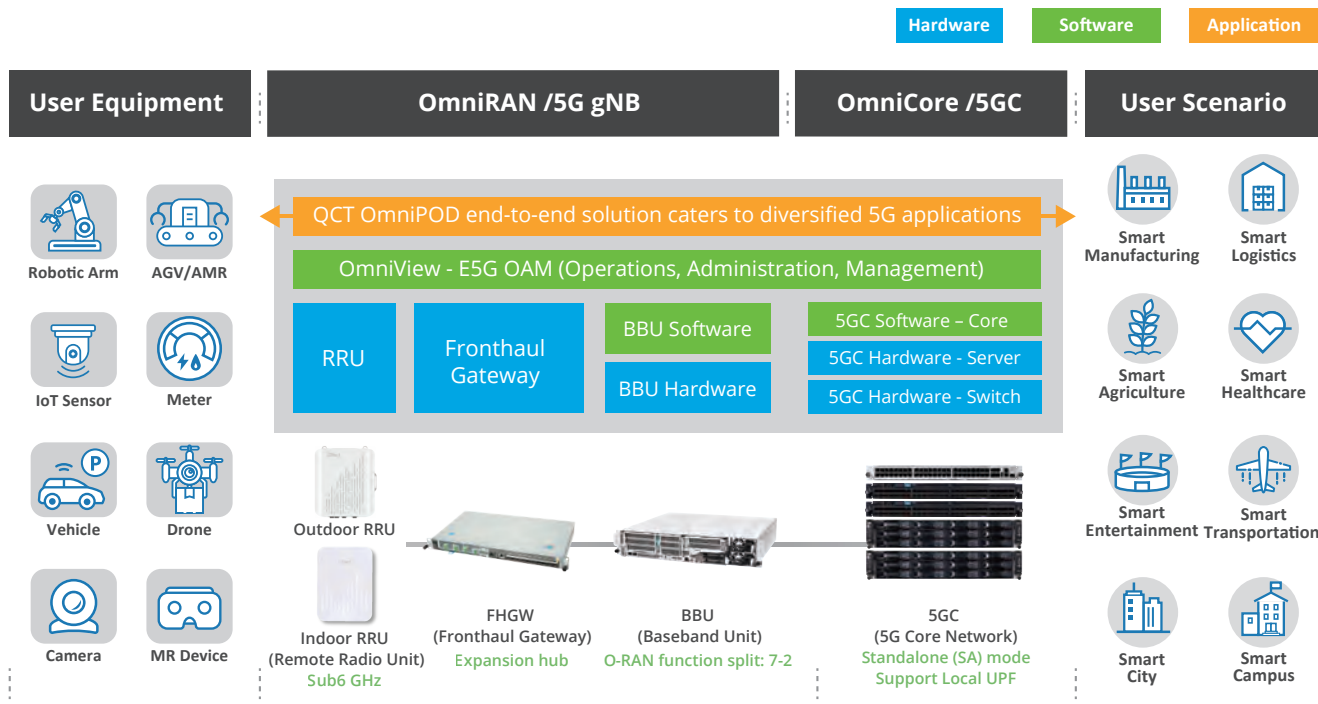 Hardware
Software
Application
User Equipment
OmniRAN /5G gNB
OmniCore /5GC
User Scenario
Robotic Arm
AGV/AMR
IoT Sensor
Meter
P
Vehicle
Drone
Camera
MR Device
QCT OmniPOD end-to-end solution caters to diversified 5G applications
OmniView - E5G OAM (Operations, Administration, Management)
RRU
Fronthaul
Gateway
BBU Software
BBU Hardware
5GC Software – Core
5GC Hardware - Server
5GC Hardware - Switch
Outdoor RRU
Indoor RRU
(Remote Radio Unit)
Sub6 GHz
FHGW
(Fronthaul Gateway)
Expansion hub
BBU
(Baseband Unit)
O-RAN function split: 7-2
5GC
(5G Core Network)
Standalone (SA) mode
Support Local UPF
Smart
Manufacturing
Smart
Logistics
Smart
Agriculture
Smart
Healthcare
Smart
Entertainment
Smart
Transportation
Smart
City
Smart
Campus